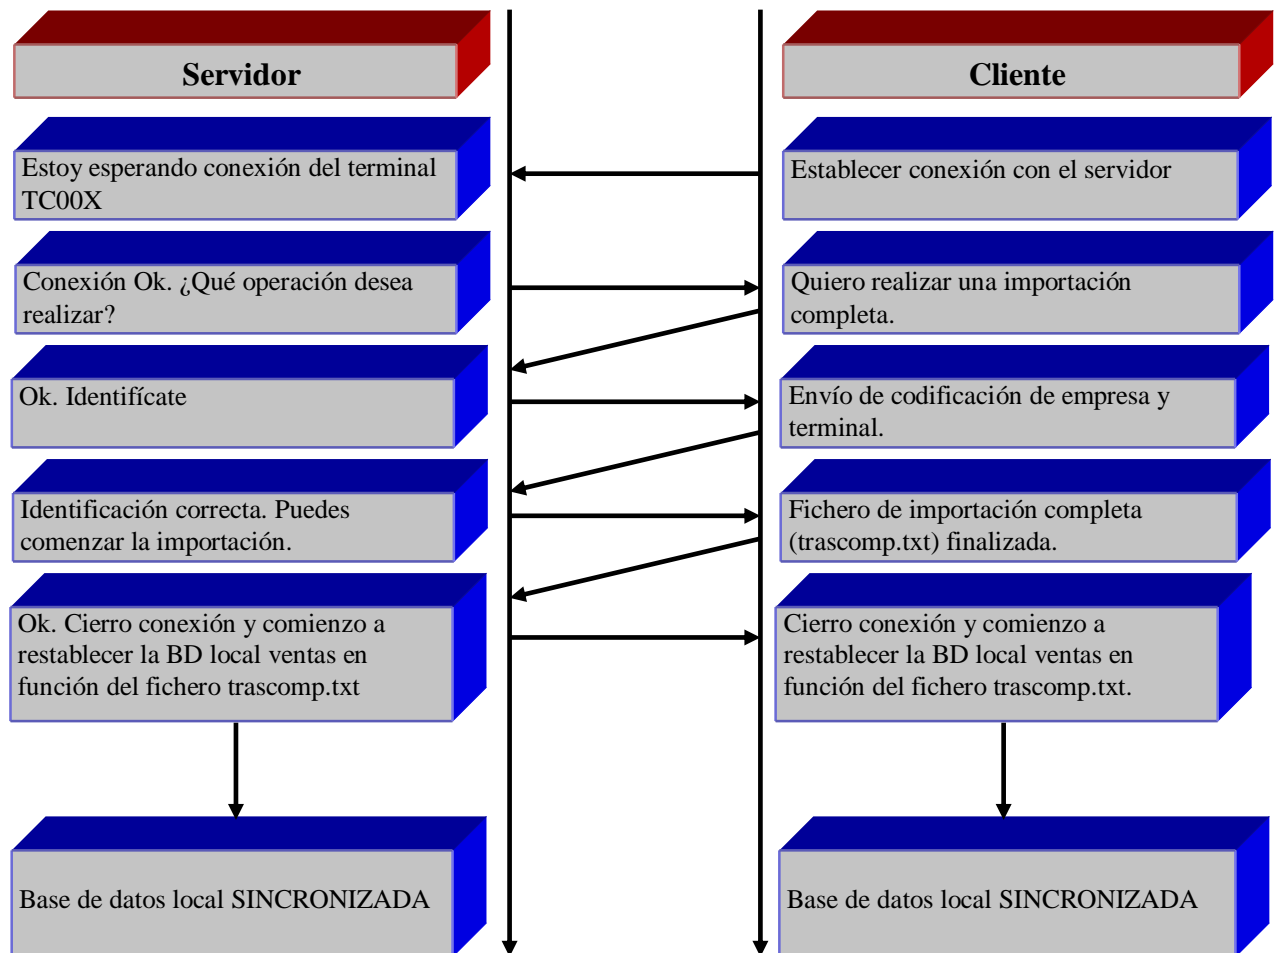 Servidor
Cliente
Estoy esperando conexión del terminal
TC00X
Establecer conexión con el servidor
Conexión Ok. ¿Qué operación desea
realizar?
Quiero realizar una importación
completa.
Ok. Identifícate
Envío de codificación de empresa y
terminal.
Identificación correcta. Puedes
comenzar la importación.
Fichero de importación completa
(trascomp.txt) finalizada.
Ok. Cierro conexión y comienzo a
restablecer la BD local ventas en
función del fichero trascomp.txt
Cierro conexión y comienzo a
restablecer la BD local ventas en
función del fichero trascomp.txt.
Base de datos local SINCRONIZADA
Base de datos local SINCRONIZADA